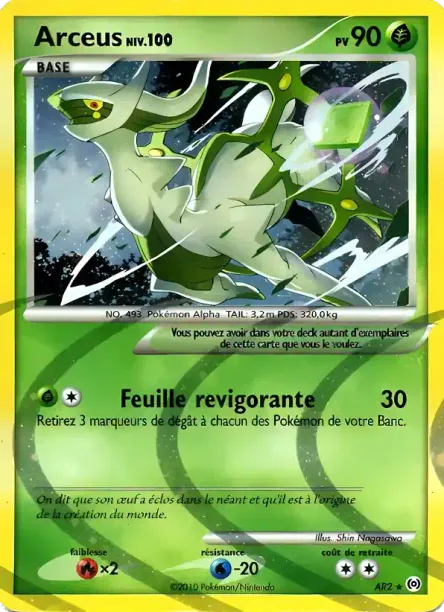 Arceus NIV.100 PV 90
BASE
NO. 493 Pokémon Alpha TAIL: 3,2 m PDS: 320,0kg
Vous pouvez avoir dans votre deck autant d'exemplaires
de cette carte que vous le voulez.
Feuille revigorante 30
Retirez 3 marqueurs de dégât à chacun des Pokémon de votre Banc.
On dit que son œuf a éclos dans le néant et qu'il est à l'origine
de la création du monde.
Illus. Shin Nagasawa
faiblesse résistance coût de retraite
×2 -20
©2010 Pokémon/Nintendo AR2